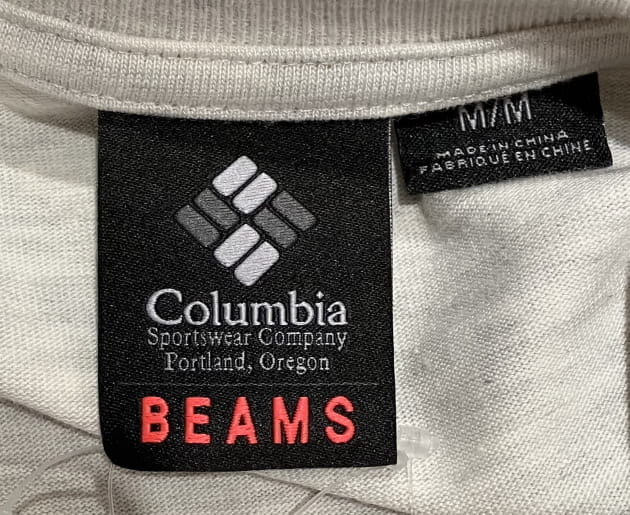 M/M
MADE IN CHINA
FABRIQUÉ EN CHINE
Columbia
Sportswear Company
Portland, Oregon
BEAMS